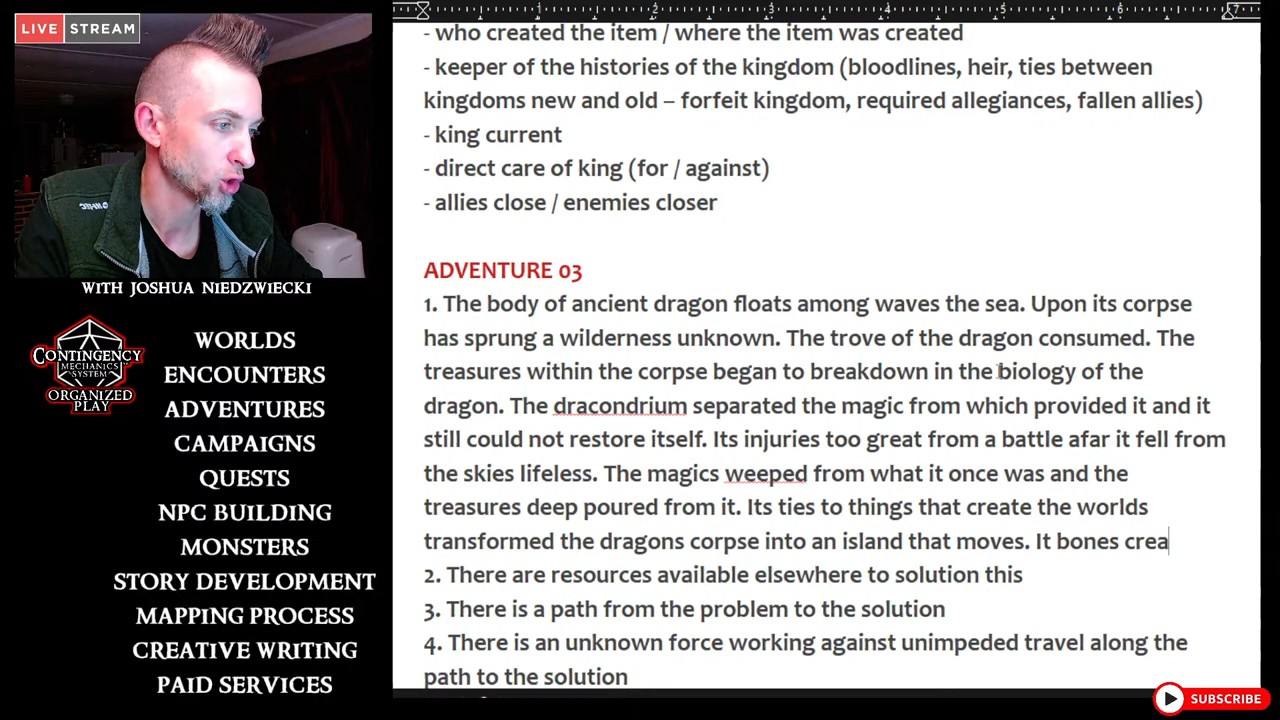 LIVE STREAM
WITH JOSHUA NIEDZWIECKI
CONTINGENCY
MECHANICS
SYSTEM
ORGANIZED
PLAY
WORLDS
ENCOUNTERS
ADVENTURES
CAMPAIGNS
QUESTS
NPC BUILDING
MONSTERS
STORY DEVELOPMENT
MAPPING PROCESS
CREATIVE WRITING
PAID SERVICES
1 2 3 4 5 6 7
- who created the item / where the item was created
- keeper of the histories of the kingdom (bloodlines, heir, ties between
kingdoms new and old – forfeit kingdom, required allegiances, fallen allies)
- king current
- direct care of king (for / against)
- allies close / enemies closer
ADVENTURE 03
1. The body of ancient dragon floats among waves the sea. Upon its corpse
has sprung a wilderness unknown. The trove of the dragon consumed. The
treasures within the corpse began to breakdown in the biology of the
dragon. The dracondrium separated the magic from which provided it and it
still could not restore itself. Its injuries too great from a battle afar it fell from
the skies lifeless. The magics weeped from what it once was and the
treasures deep poured from it. Its ties to things that create the worlds
transformed the dragons corpse into an island that moves. It bones crea
2. There are resources available elsewhere to solution this
3. There is a path from the problem to the solution
4. There is an unknown force working against unimpeded travel along the
path to the solution
SUBSCRIBE